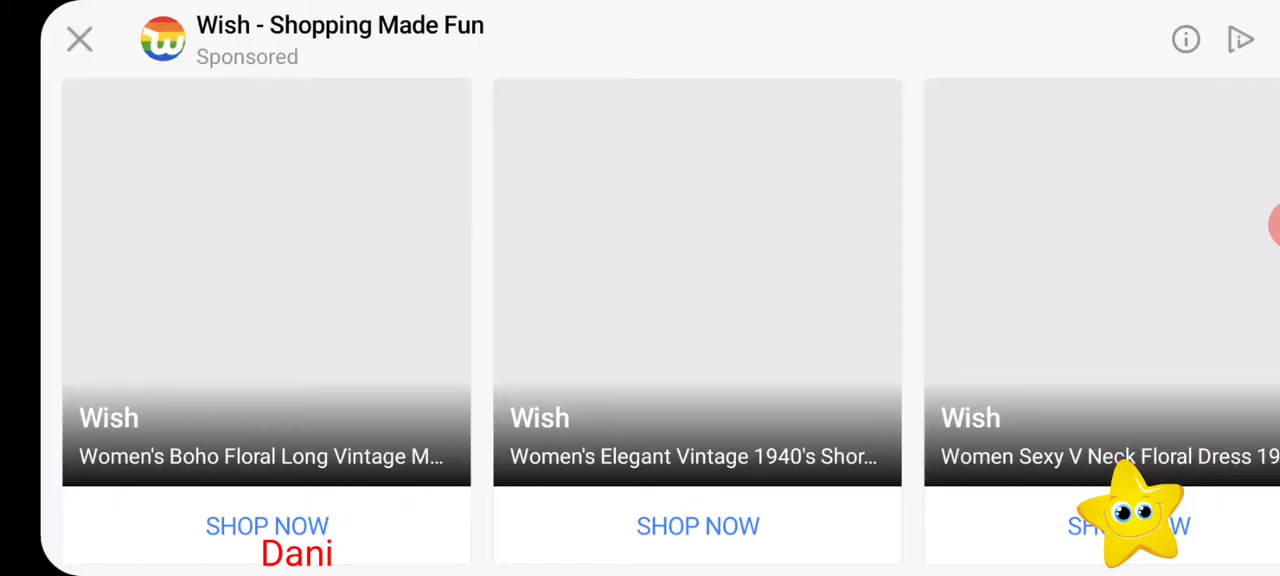 Wish - Shopping Made Fun
Sponsored
Wish
Women's Boho Floral Long Vintage M...
SHOP NOW
Wish
Women's Elegant Vintage 1940's Shor...
SHOP NOW
Wish
Women Sexy V Neck Floral Dress 19
Dani